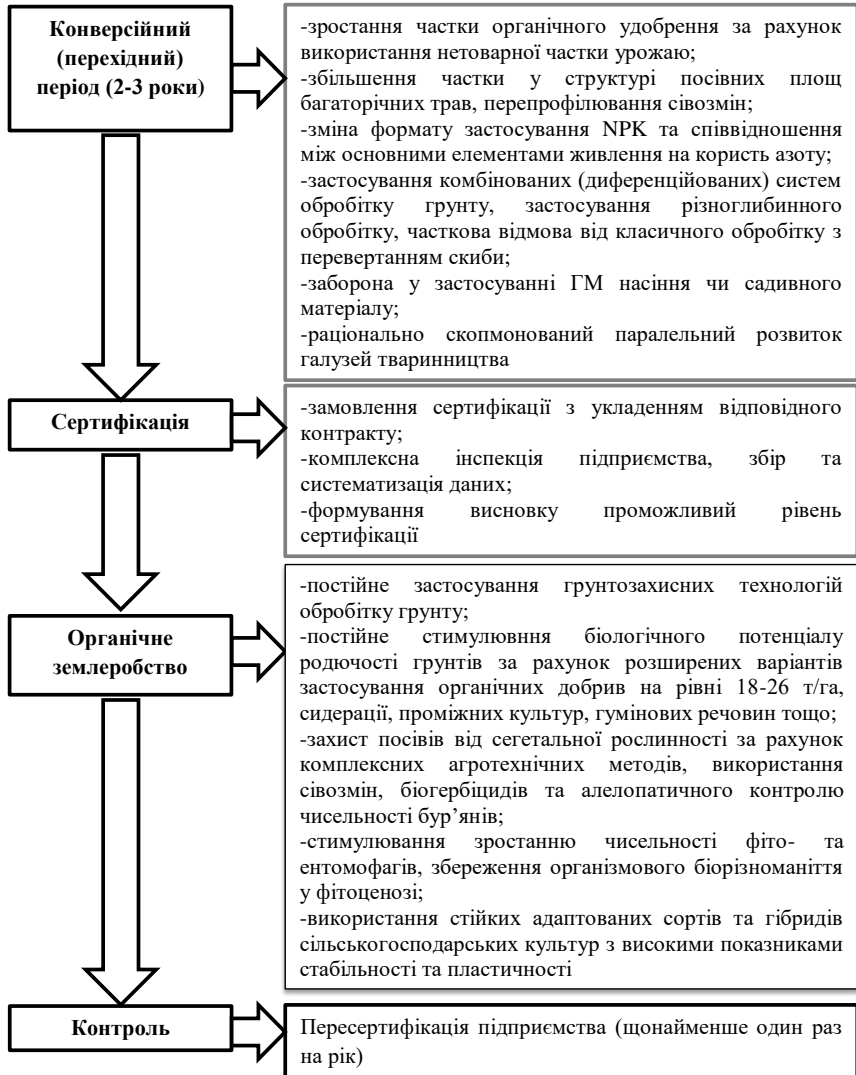 Конверсійний
(перехідний)
період (2-3 роки)
-зростання частки органічного удобрення за рахунок
використання нетоварної частки урожаю;
-збільшення частки у структурі посівних площ
багаторічних трав, перепрофілювання сівозмін;
-зміна формату застосування NPK та співвідношення
між основними елементами живлення на користь азоту;
-застосування комбінованих (диференційованих) систем
обробітку грунту, застосування різноглибинного
обробітку, часткова відмова від класичного обробітку з
перевертанням скиби;
-заборона у застосуванні ГМ насіння чи садивного
матеріалу;
-раціонально скопмонований паралельний розвиток
галузей тваринництва
Сертифікація
-замовлення сертифікації з укладенням відповідного
контракту;
-комплексна інспекція підприємства, збір та
систематизація даних;
-формування висновку проможливий рівень
сертифікації
Органічне
землеробство
-постійне застосування грунтозахисних технологій
обробітку грунту;
-постійне стимулювння біологічного потенціалу
родючості грунтів за рахунок розширених варіантів
застосування органічних добрив на рівні 18-26 т/га,
сидерації, проміжних культур, гумінових речовин тощо;
-захист посівів від сегетальної рослинності за рахунок
комплексних агротехнічних методів, використання
сівозмін, біогербіцидів та алелопатичного контролю
чисельності бур’янів;
-стимулювання зростанню чисельності фіто- та
ентомофагів, збереження організмового біорізноманіття
у фітоценозі;
-використання стійких адаптованих сортів та гібридів
сільськогосподарських культур з високими показниками
стабільності та пластичності
Контроль
Пересертифікація підприємства (щонайменше один раз
на рік)